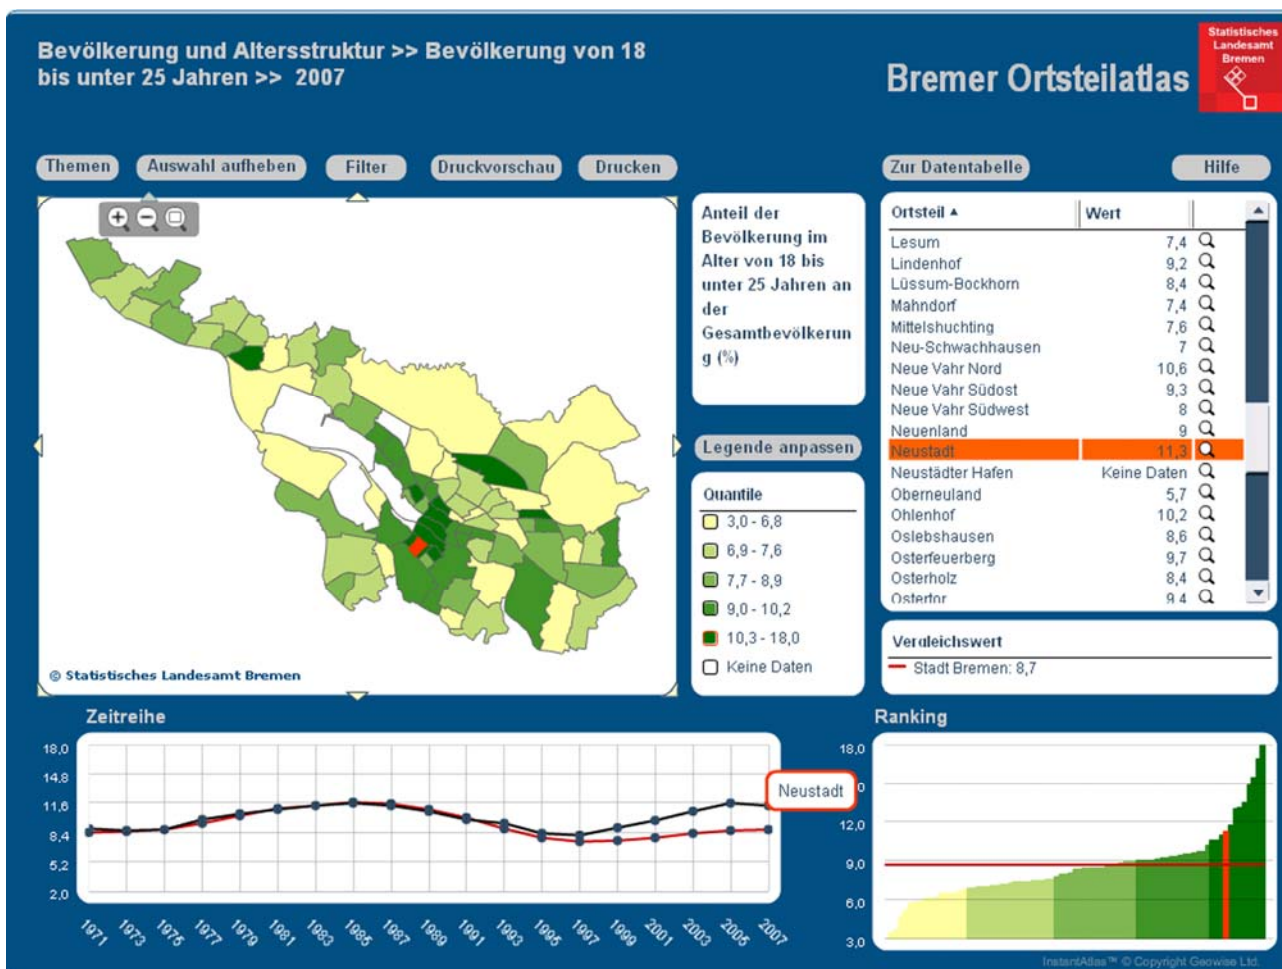 Bevölkerung und Altersstruktur >> Bevölkerung von 18
bis unter 25 Jahren >> 2007
Bremer Ortsteilatlas
Statistisches
Landesamt
Bremen
Themen
Auswahl aufheben
Filter
Druckvorschau
Drucken
Zur Datentabelle
Hilfe
Anteil der
Bevölkerung im
Alter von 18 bis
unter 25 Jahren an
der
Gesamtbevölkerun
g (%)
Legende anpassen
Quantile
3,0 - 6,8
6,9 - 7,6
7,7 - 8,9
9,0 - 10,2
10,3 - 18,0
Keine Daten
© Statistisches Landesamt Bremen
Ortsteil Wert
Lesum 7,4
Lindenhof 9,2
Lüssum-Bockhorn 8,4
Mahndorf 7,4
Mittelshuchting 7,6
Neu-Schwachhausen 7
Neue Vahr Nord 10,6
Neue Vahr Südost 9,3
Neue Vahr Südwest 8
Neuenland 9
Neustadt 11,3
Neustädter Hafen Keine Daten
Oberneuland 5,7
Ohlenhof 10,2
Oslebshausen 8,6
Osterfeuerberg 9,7
Osterholz 8,4
Ostertor 9,4
Vergleichswert
Stadt Bremen: 8,7
Zeitreihe
18,0
14,8
11,6
8,4
5,2
2,0
1971 1973 1975 1977 1979 1981 1983 1985 1987 1989 1991 1993 1995 1997 1999 2001 2003 2005 2007
Neustadt
Ranking
18,0
12,0
9,0
6,0
3,0
InstantAtlas™ © Copyright Geowise Ltd.